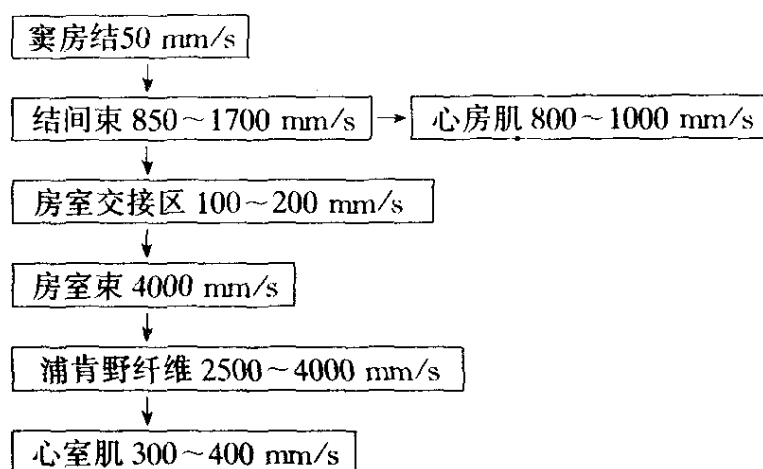 窦房结50 mm/s
结间束 850~1700 mm/s → 心房肌 800~1000 mm/s
房室交接区 100~200 mm/s
房室束 4000 mm/s
浦肯野纤维 2500~4000 mm/s
心室肌 300~400 mm/s